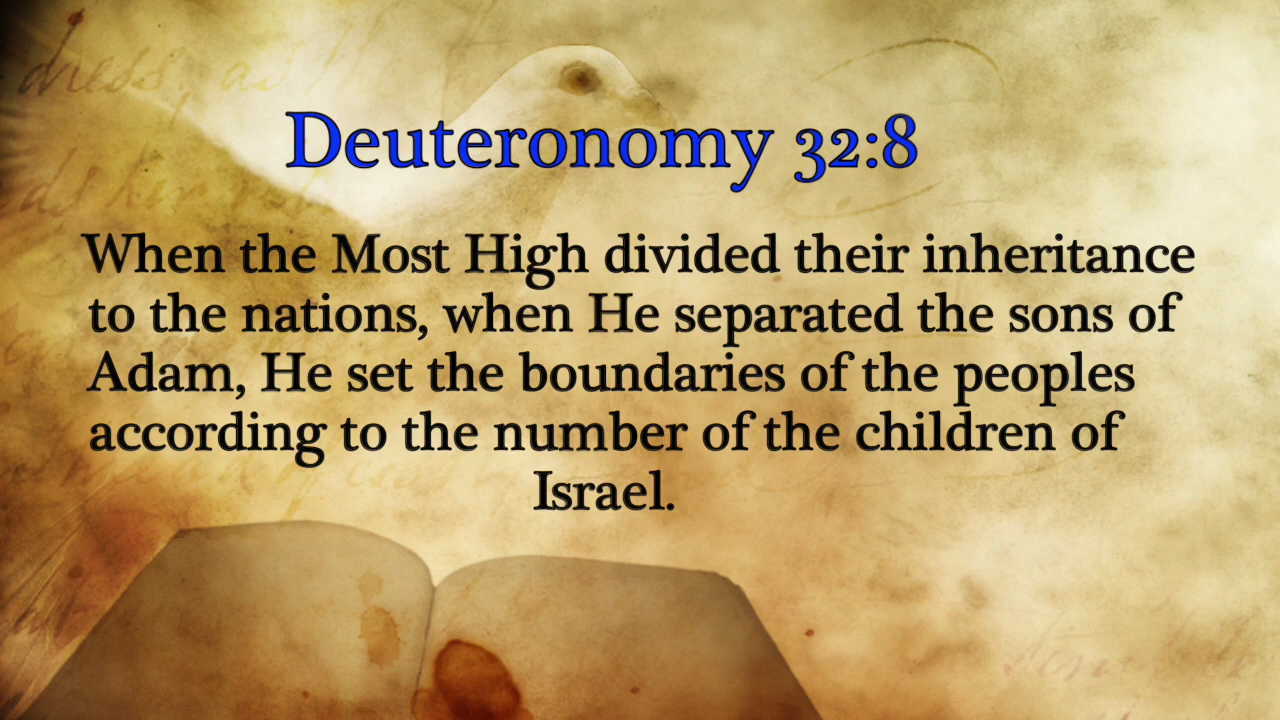 Deuteronomy 32:8
When the Most High divided their inheritance
to the nations, when He separated the sons of
Adam, He set the boundaries of the peoples
according to the number of the children of
Israel.